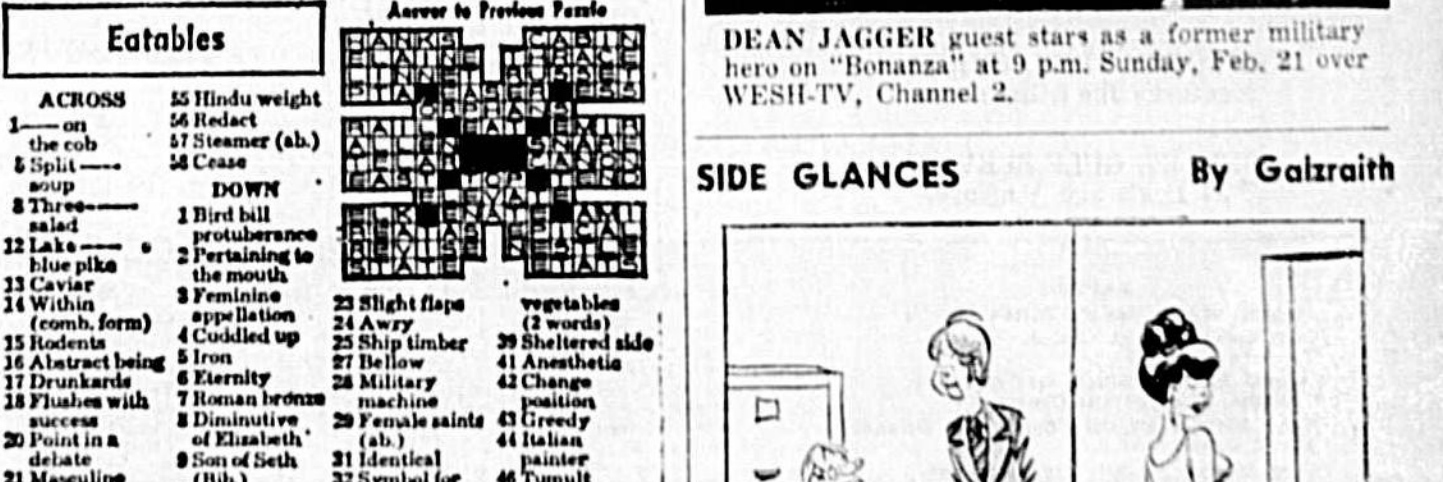 Eatables
ACROSS
1—— on
the cob
5 Split ——
soup
8 Three——
salad
12 Lake ——
blue pike
13 Caviar
14 Within
(comb. form)
15 Rodents
16 Abstract being
17 Drunkards
18 Flushes with
success
20 Point in a
debate
21 Masculine
55 Hindu weight
56 Redact
57 Steamer (ab.)
58 Cease
DOWN
1 Bird bill
protuberance
2 Pertaining to
the mouth
3 Feminine
appellation
4 Cuddled up
5 Iron
6 Eternity
7 Roman bronze
8 Diminutive
of Elizabeth
9 Son of Seth
(Bib.)
Answer to Previous Puzzle
23 Slight flaps
24 Awry
25 Ship timber
27 Bellow
28 Military
machine
29 Female saints
(ab.)
31 Identical
32 Symbol for
vegetables
(2 words)
39 Sheltered side
41 Anesthetic
42 Change
position
43 Greedy
44 Italian
painter
46 Tumult
DEAN JAGGER guest stars as a former military
hero on "Bonanza" at 9 p.m. Sunday, Feb. 21 over
WESH-TV, Channel 2.
SIDE GLANCES By Galzraith